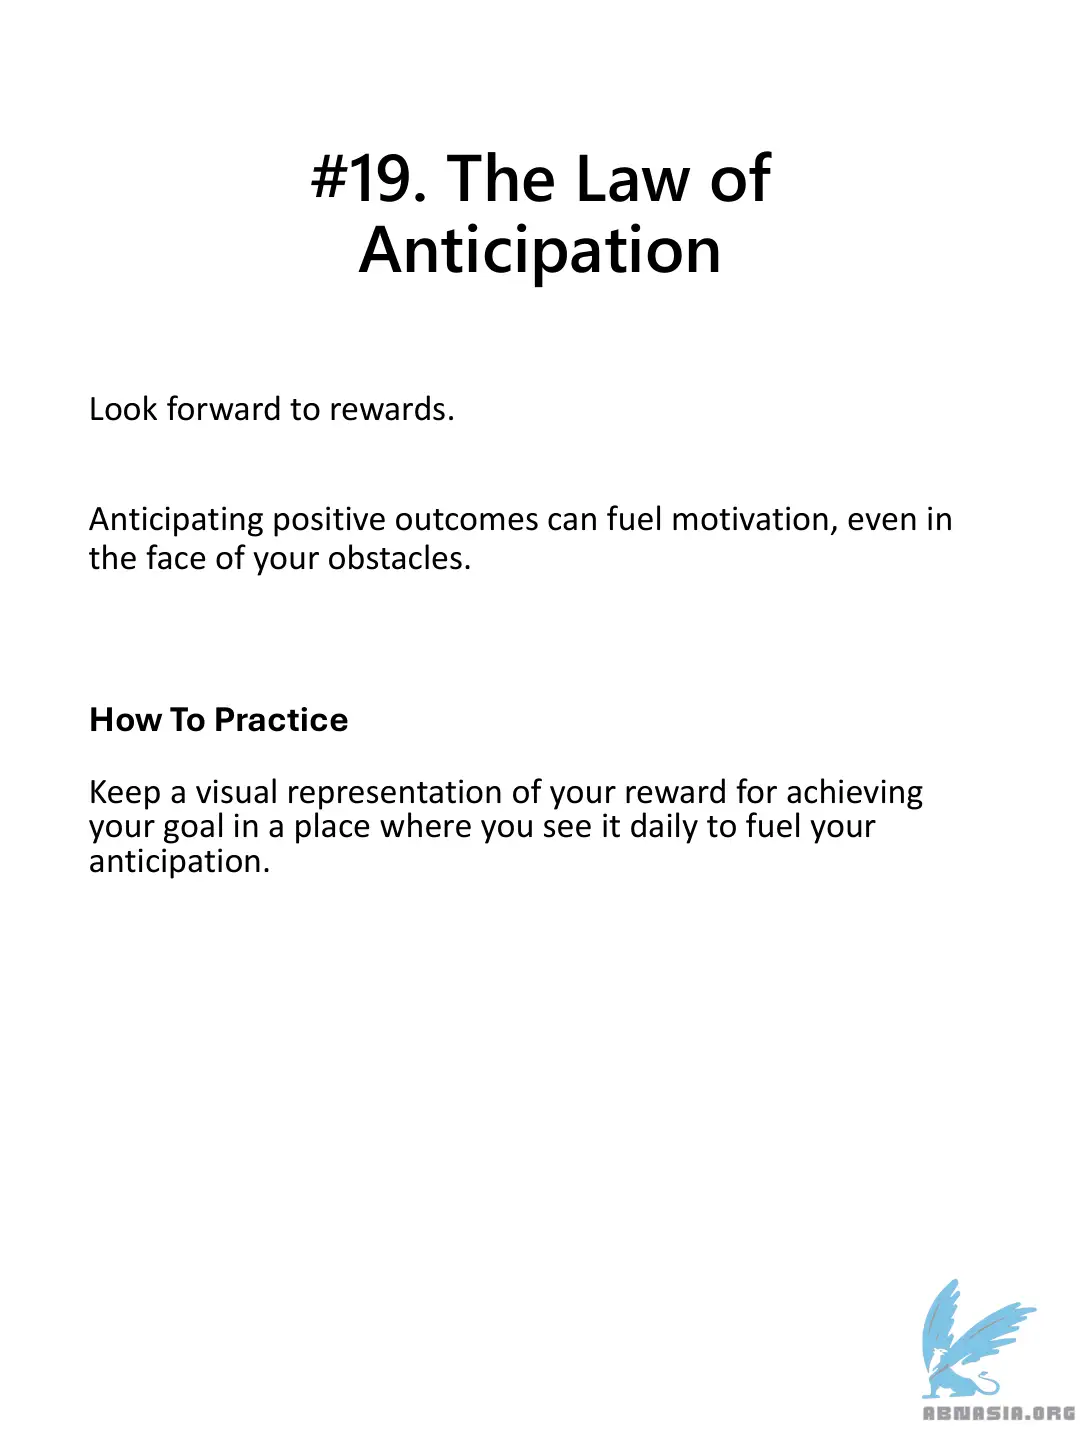 #19. The Law of
Anticipation
Look forward to rewards.
Anticipating positive outcomes can fuel motivation, even in
the face of your obstacles.
How To Practice
Keep a visual representation of your reward for achieving
your goal in a place where you see it daily to fuel your
anticipation.
ABNASIA.ORG